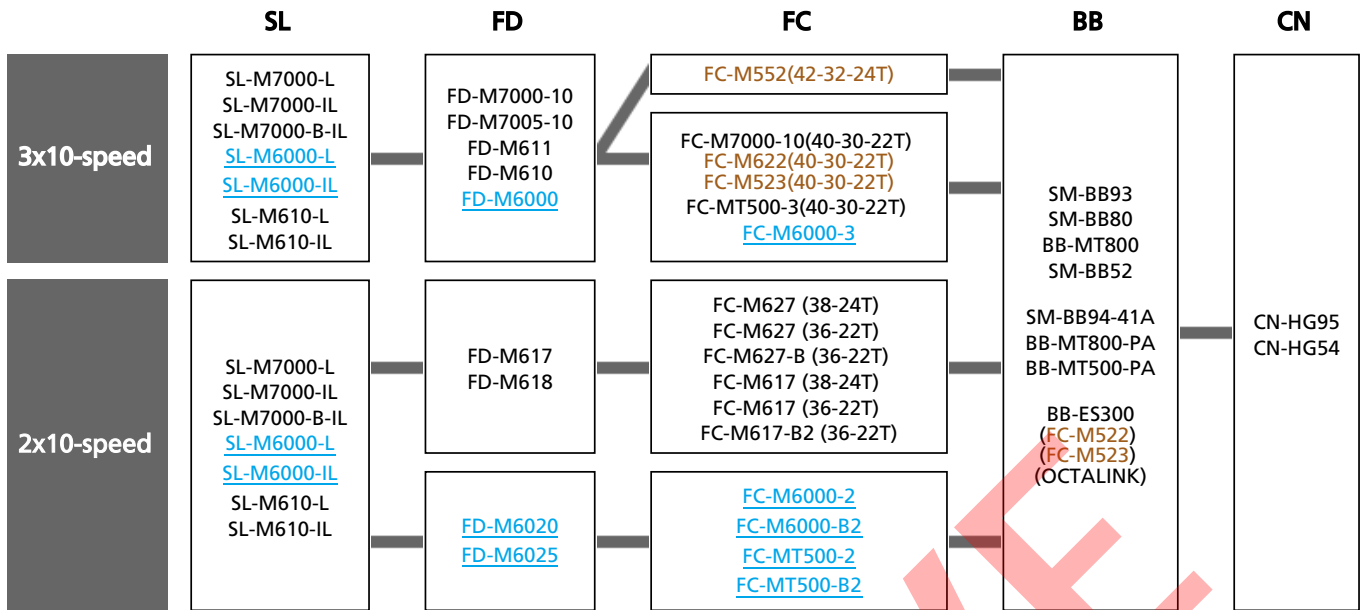 SL FD FC BB CN
3x10-speed
SL-M7000-L
SL-M7000-IL
SL-M7000-B-IL
SL-M6000-L
SL-M6000-IL
SL-M610-L
SL-M610-IL
FD-M7000-10
FD-M7005-10
FD-M611
FD-M610
FD-M6000
FC-M552(42-32-24T)
FC-M7000-10(40-30-22T)
FC-M622(40-30-22T)
FC-M523(40-30-22T)
FC-MT500-3(40-30-22T)
FC-M6000-3
2x10-speed
SL-M7000-L
SL-M7000-IL
SL-M7000-B-IL
SL-M6000-L
SL-M6000-IL
SL-M610-L
SL-M610-IL
FD-M617
FD-M618
FC-M627 (38-24T)
FC-M627 (36-22T)
FC-M627-B (36-22T)
FC-M617 (38-24T)
FC-M617 (36-22T)
FC-M617-B2 (36-22T)
FD-M6020
FD-M6025
FC-M6000-2
FC-M6000-B2
FC-MT500-2
FC-MT500-B2
SM-BB93
SM-BB80
BB-MT800
SM-BB52
SM-BB94-41A
BB-MT800-PA
BB-MT500-PA
BB-ES300
(FC-M522)
(FC-M523)
(OCTALINK)
CN-HG95
CN-HG54